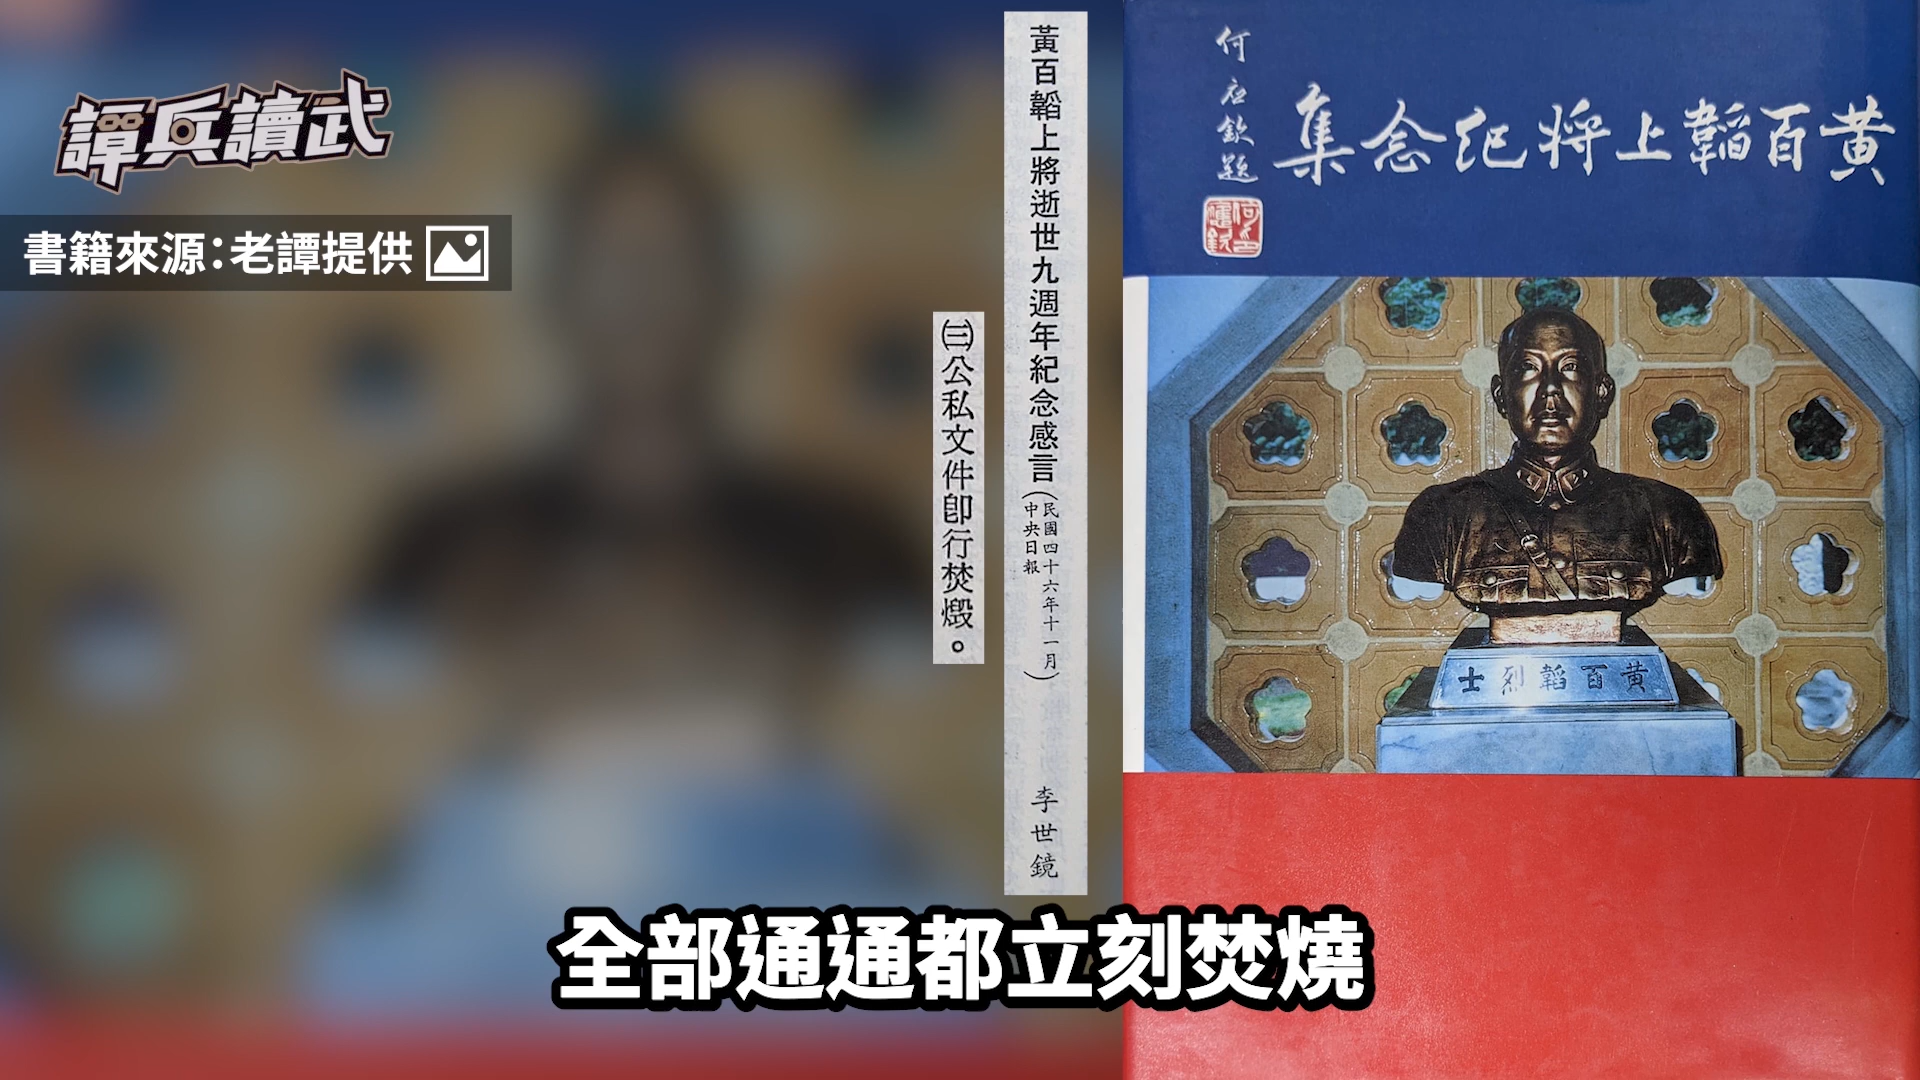 譚兵讀武
書籍來源：老譚提供
黃百韜上將逝世九週年紀念感言（民國四十六年十一月
中央日報）
李世鏡
㈢公私文件卽行焚燬。
何應欽題
黃百韜上將紀念集
黃百韜烈士
全部通通都立刻焚燒